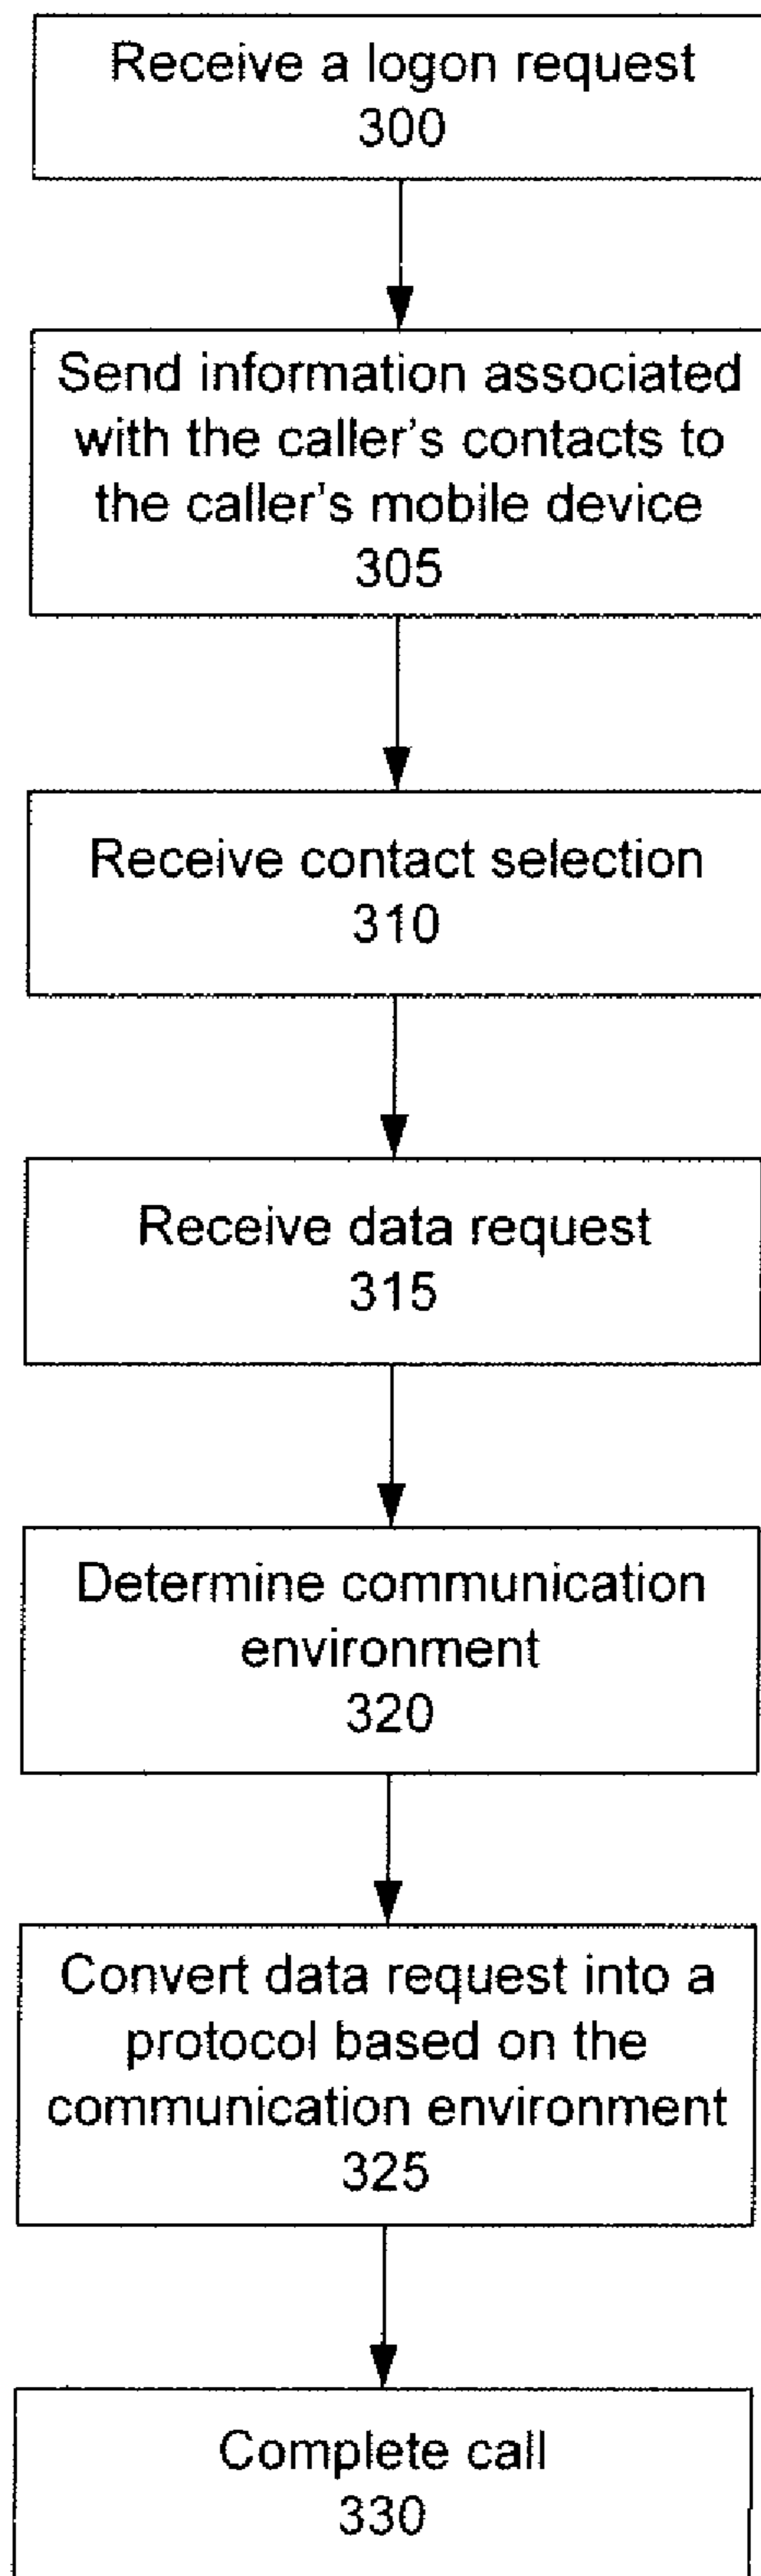 Receive a logon request
300
Send information associated
with the caller's contacts to
the caller's mobile device
305
Receive contact selection
310
Receive data request
315
Determine communication
environment
320
Convert data request into a
protocol based on the
communication environment
325
Complete call
330